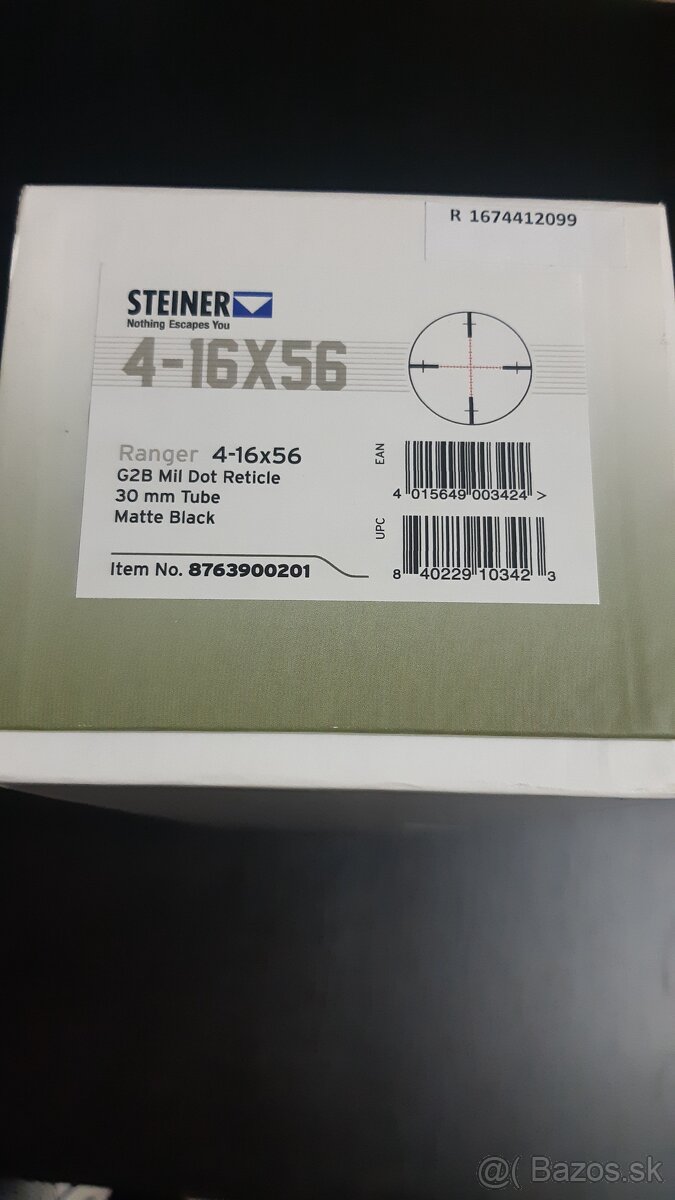 R 1674412099
STEINER
Nothing Escapes You
4-16X56
Ranger 4-16x56
G2B Mil Dot Reticle
30 mm Tube
Matte Black
Item No. 8763900201
EAN
4 015649 003424 >
UPC
8 40229 10342 3
@( Bazos.sk